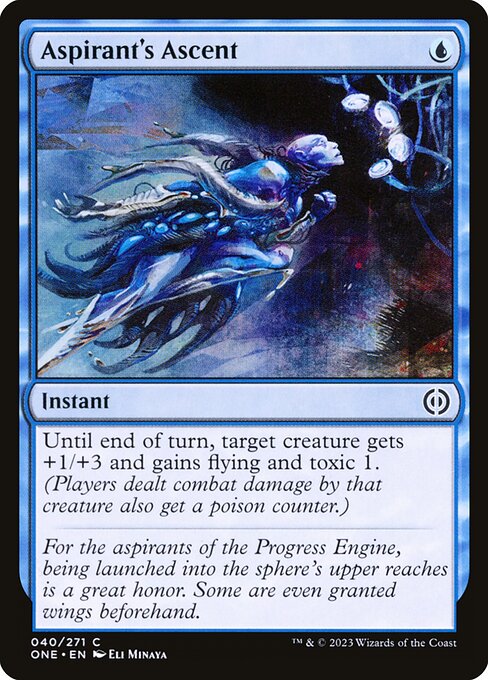 Aspirant's Ascent
Instant
Until end of turn, target creature gets
+1/+3 and gains flying and toxic 1.
(Players dealt combat damage by that
creature also get a poison counter.)
For the aspirants of the Progress Engine,
being launched into the sphere's upper reaches
is a great honor. Some are even granted
wings beforehand.
040/271 C
ONE • EN Eli Minaya
™ & © 2023 Wizards of the Coast